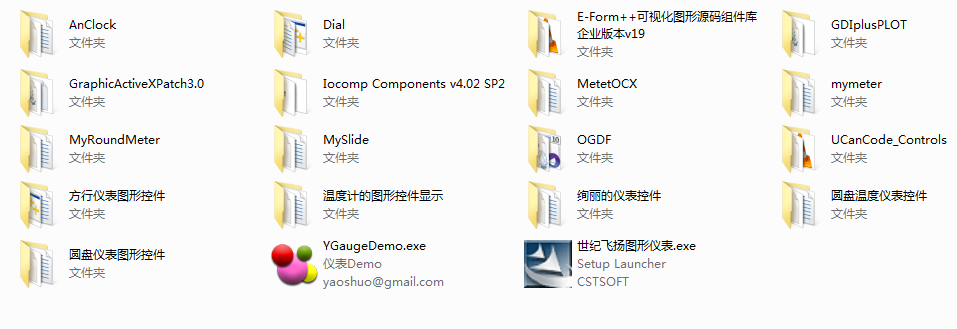 AnClock
文件夹
Dial
文件夹
E-Form++可视化图形源码组件库
企业版本v19
文件夹
GDIplusPLOT
文件夹
GraphicActiveXPatch3.0
文件夹
Iocomp Components v4.02 SP2
文件夹
MetetOCX
文件夹
mymeter
文件夹
MyRoundMeter
文件夹
MySlide
文件夹
OGDF
文件夹
UCanCode_Controls
文件夹
方行仪表图形控件
文件夹
温度计的图形控件显示
文件夹
绚丽的仪表控件
文件夹
圆盘温度仪表控件
文件夹
圆盘仪表图形控件
文件夹
YGaugeDemo.exe
仪表Demo
yaoshuo@gmail.com
世纪飞扬图形仪表.exe
Setup Launcher
CSTSOFT